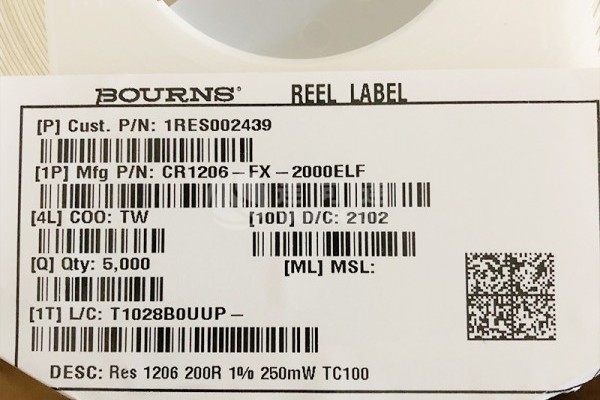 BOURNS® REEL LABEL
[P] Cust. P/N: 1RES002439
[1P] Mfg P/N: CR1206-FX-2000ELF
[4L] COO: TW [10D] D/C: 2102
[Q] Qty: 5,000 [ML] MSL:
[1T] L/C: T1028B0UUP-
DESC: Res 1206 200R 1% 250mW TC100